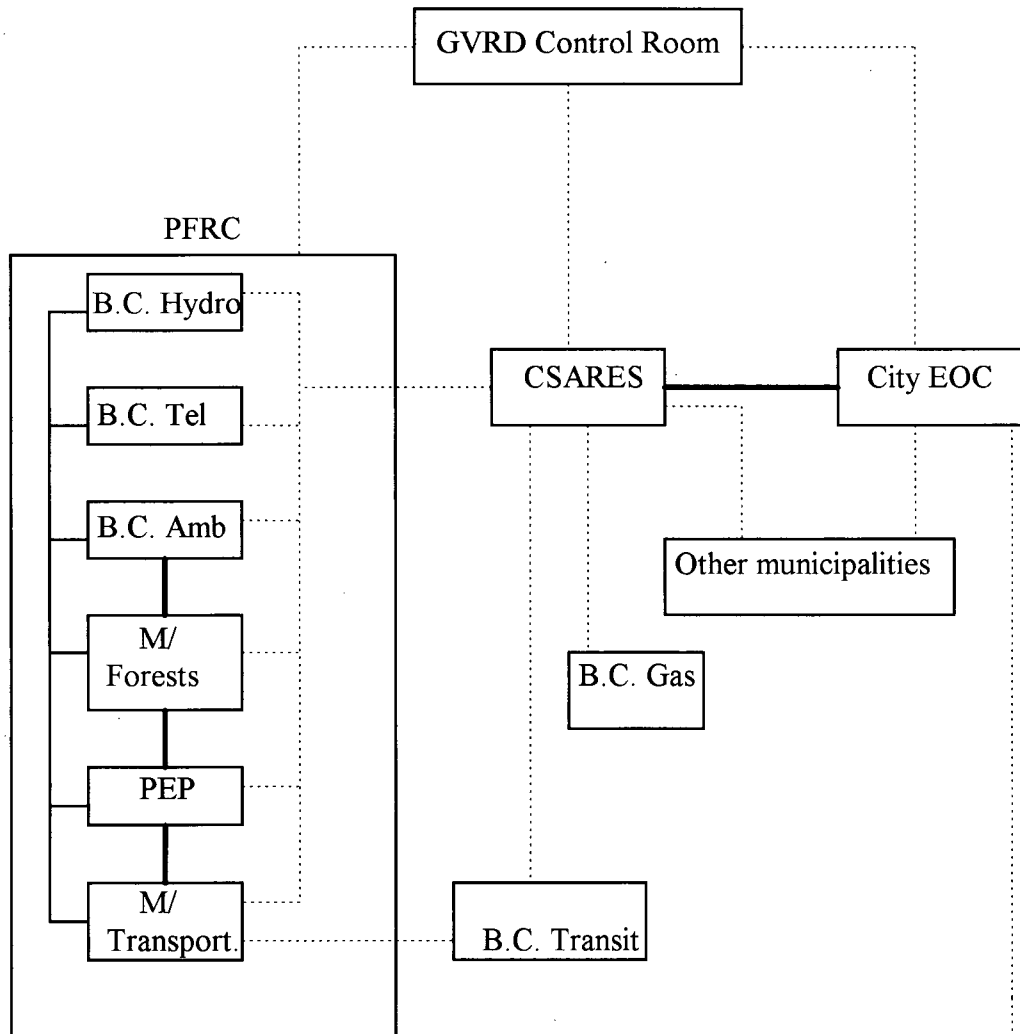 GVRD Control Room
PFRC
B.C. Hydro
CSARES
City EOC
B.C. Tel
B.C. Amb
Other municipalities
M/
Forests
B.C. Gas
PEP
M/
Transport.
B.C. Transit